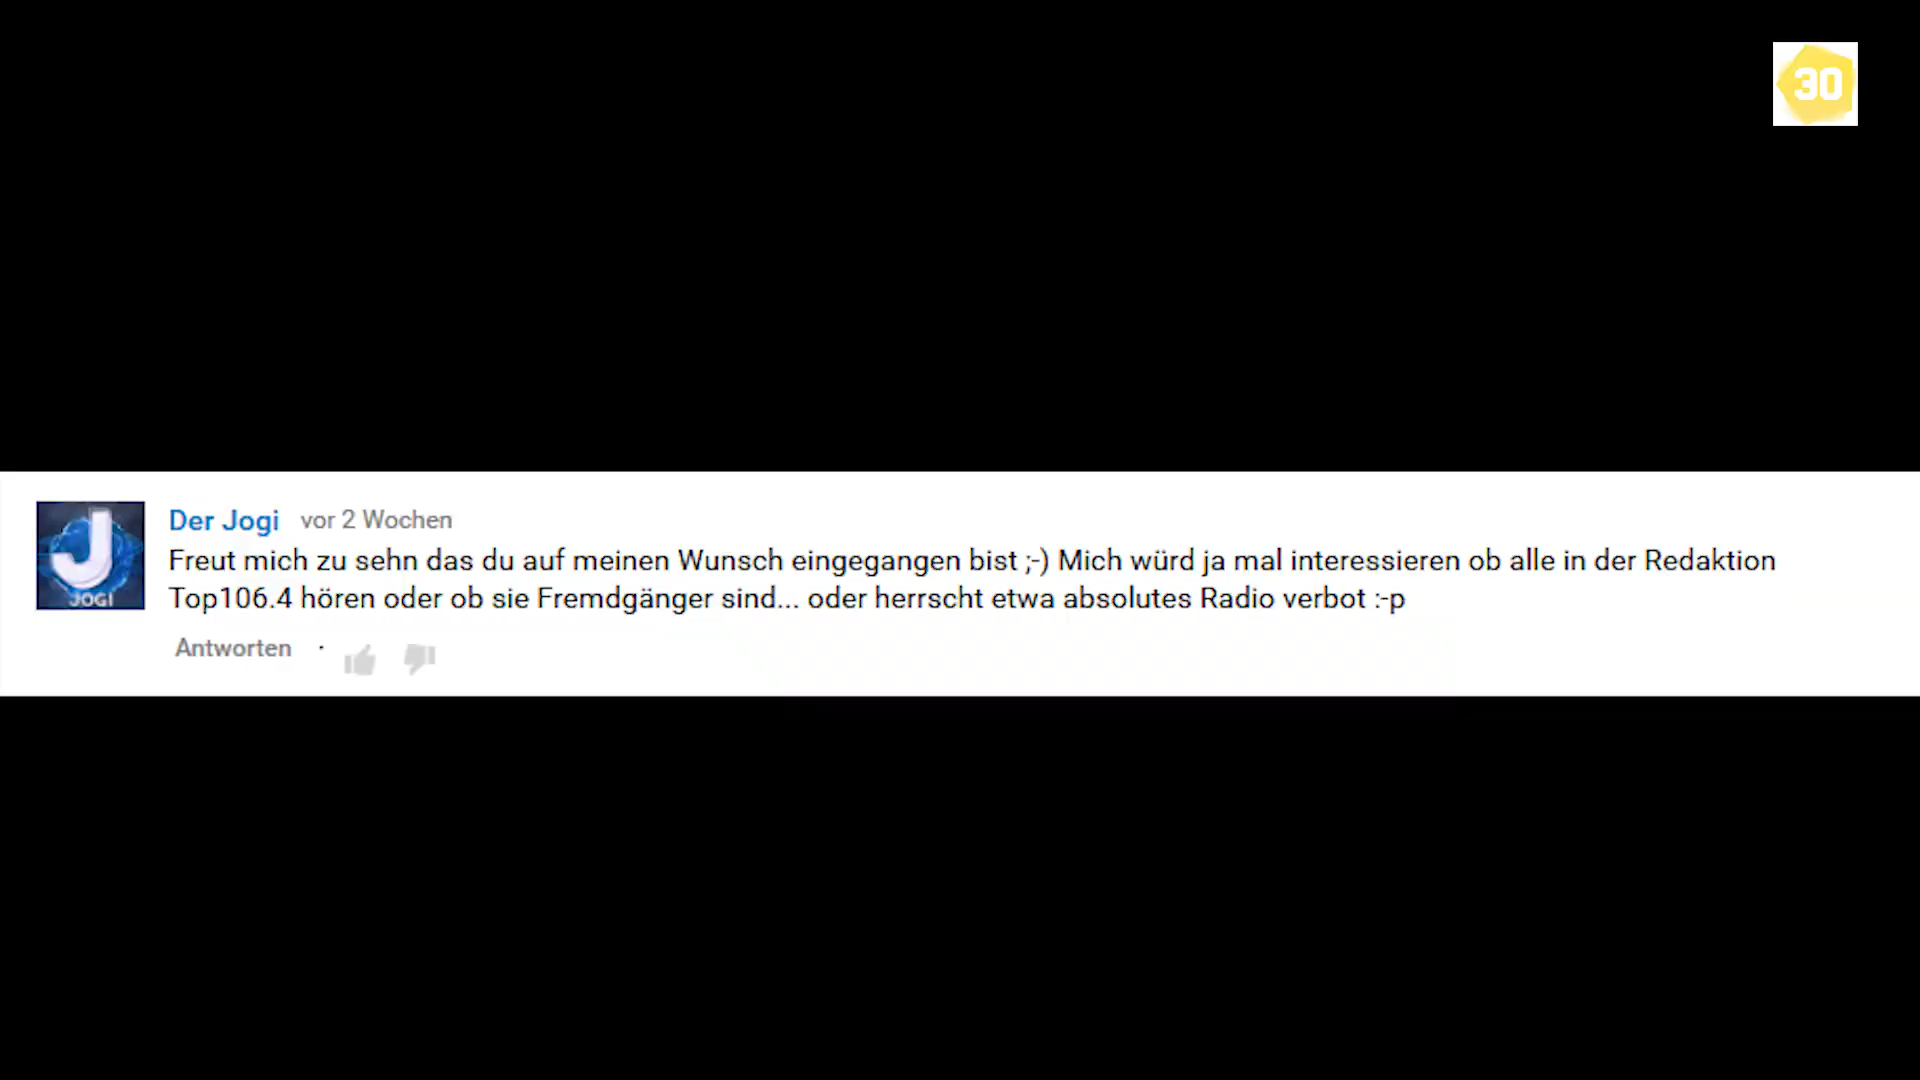 30
Der Jogi vor 2 Wochen
Freut mich zu sehn das du auf meinen Wunsch eingegangen bist ;-) Mich würd ja mal interessieren ob alle in der Redaktion
Top106.4 hören oder ob sie Fremdgänger sind... oder herrscht etwa absolutes Radio verbot :-p
JOGI
Antworten ·